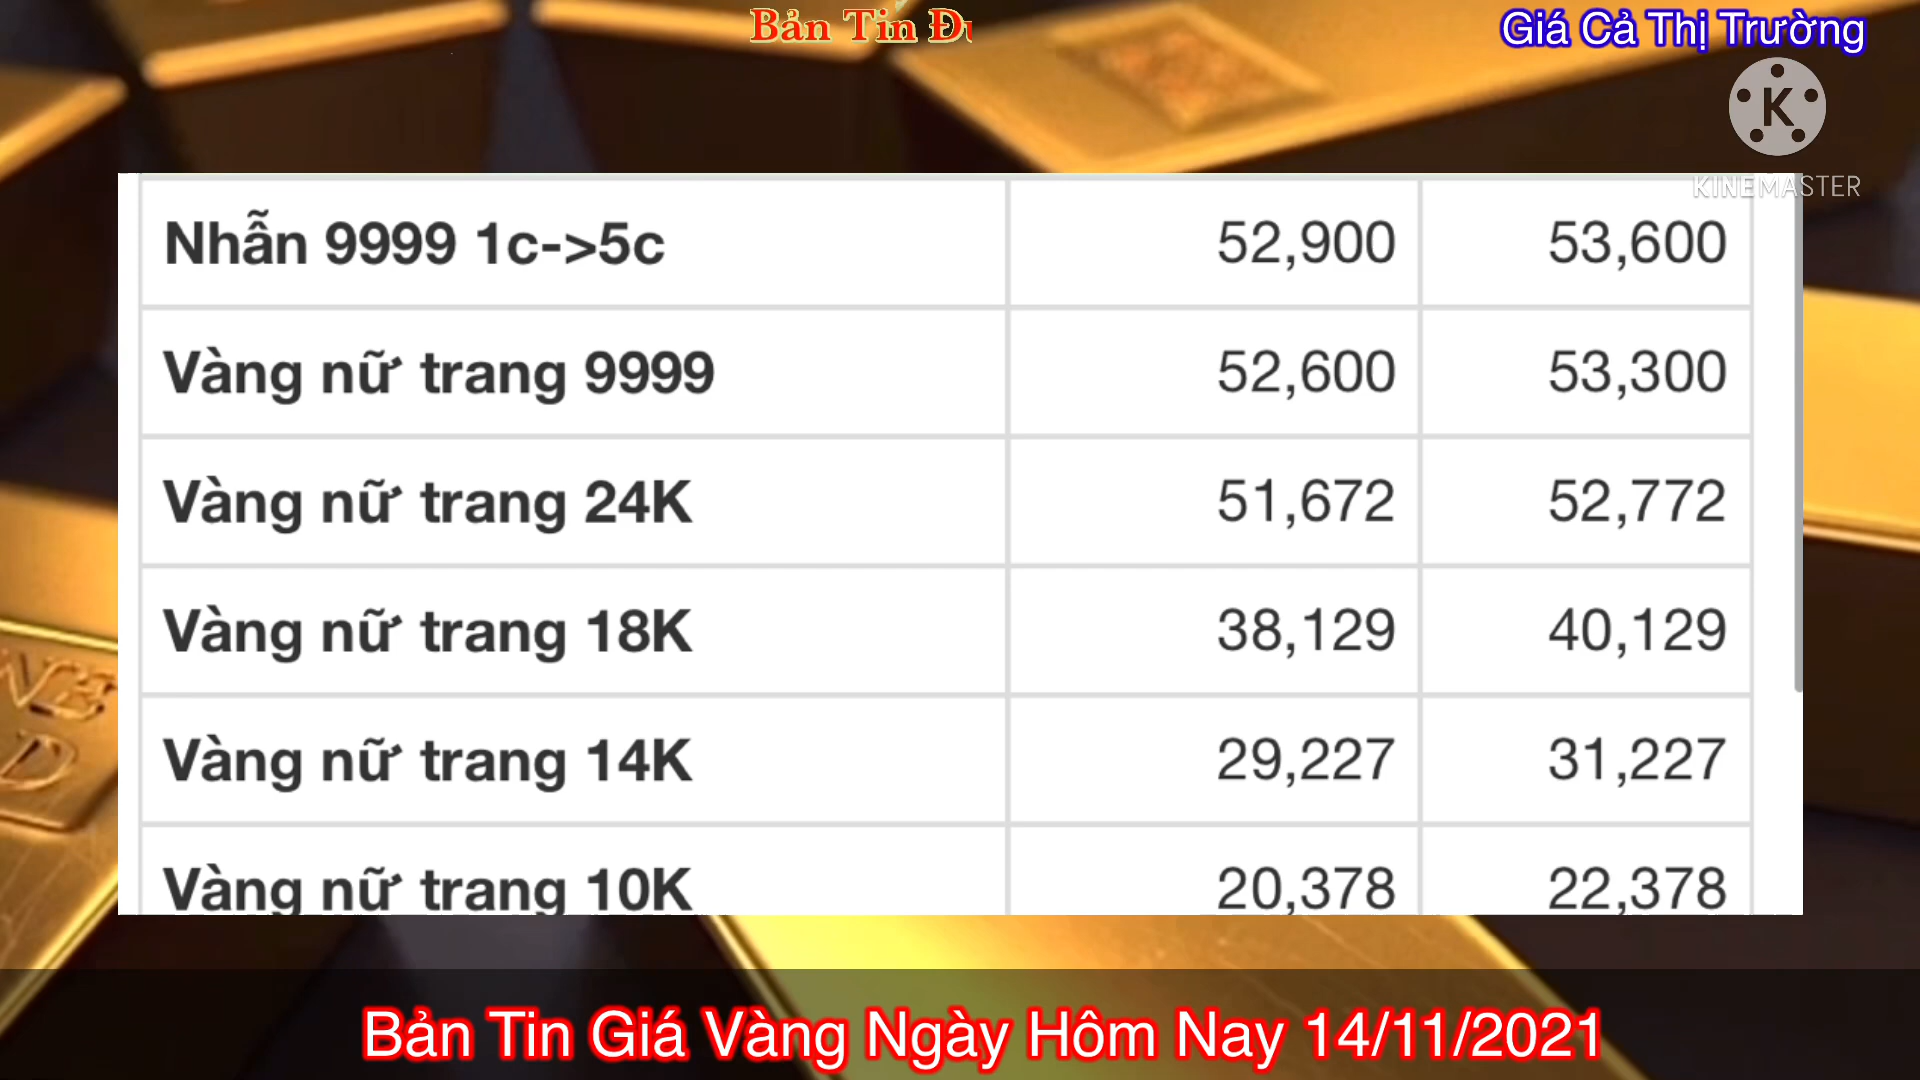 Bản Tin
Giá Cả Thị Trường
K
KINEMASTER
Nhẫn 9999 1c->5c 52,900 53,600
Vàng nữ trang 9999 52,600 53,300
Vàng nữ trang 24K 51,672 52,772
Vàng nữ trang 18K 38,129 40,129
Vàng nữ trang 14K 29,227 31,227
Vàng nữ trang 10K 20,378 22,378
Bản Tin Giá Vàng Ngày Hôm Nay 14/11/2021